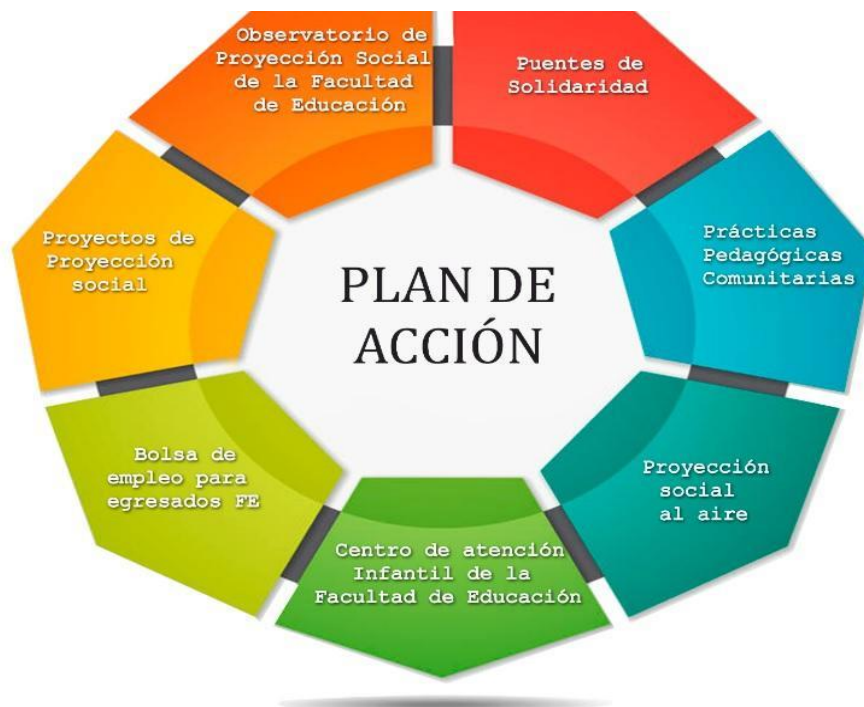 Observatorio de
Proyección Social
de la Facultad
de Educación
Puentes de
Solidaridad
Prácticas
Pedagógicas
Comunitarias
Proyección
social
al aire
Centro de atención
Infantil de la
Facultad de Educación
Bolsa de
empleo para
egresados FE
Proyectos de
Proyección
social
PLAN DE
ACCIÓN